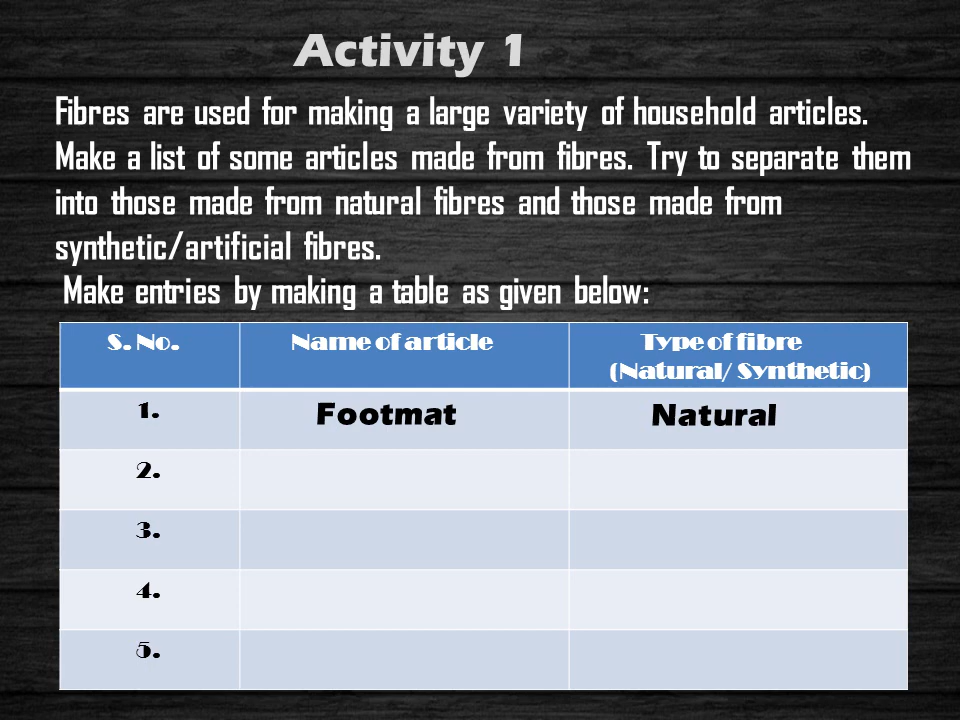 Activity 1
Fibres are used for making a large variety of household articles.
Make a list of some articles made from fibres. Try to separate them
into those made from natural fibres and those made from
synthetic/artificial fibres.
Make entries by making a table as given below:
S. No. Name of article Type of fibre
(Natural/ Synthetic)
1. Footmat Natural
2.
3.
4.
5.